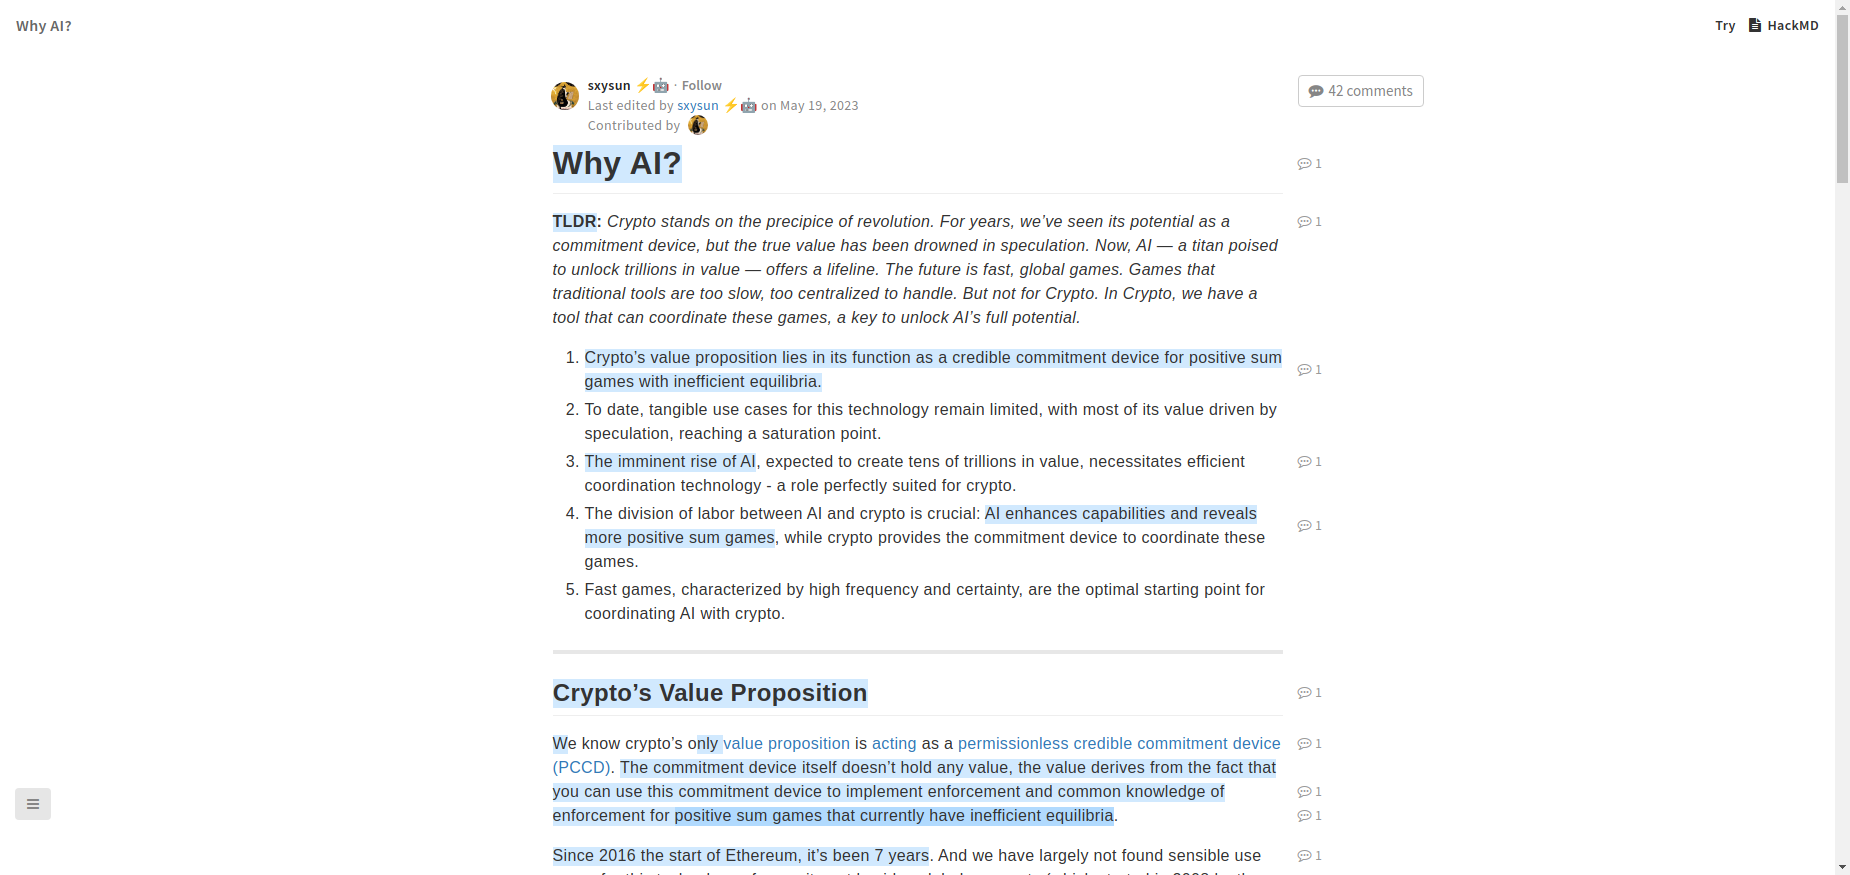 Why AI?
Try HackMD
sxysun ⚡🤖 · Follow
42 comments
Last edited by sxysun ⚡🤖 on May 19, 2023
Contributed by
Why AI?
1
TLDR: Crypto stands on the precipice of revolution. For years, we’ve seen its potential as a
1
commitment device, but the true value has been drowned in speculation. Now, AI — a titan poised
to unlock trillions in value — offers a lifeline. The future is fast, global games. Games that
traditional tools are too slow, too centralized to handle. But not for Crypto. In Crypto, we have a
tool that can coordinate these games, a key to unlock AI’s full potential.
1. Crypto’s value proposition lies in its function as a credible commitment device for positive sum
1
games with inefficient equilibria.
2. To date, tangible use cases for this technology remain limited, with most of its value driven by
speculation, reaching a saturation point.
3. The imminent rise of AI, expected to create tens of trillions in value, necessitates efficient
1
coordination technology - a role perfectly suited for crypto.
4. The division of labor between AI and crypto is crucial: AI enhances capabilities and reveals
1
more positive sum games, while crypto provides the commitment device to coordinate these
games.
5. Fast games, characterized by high frequency and certainty, are the optimal starting point for
coordinating AI with crypto.
Crypto’s Value Proposition
1
We know crypto’s only value proposition is acting as a permissionless credible commitment device
1
(PCCD). The commitment device itself doesn’t hold any value, the value derives from the fact that
you can use this commitment device to implement enforcement and common knowledge of
1
enforcement for positive sum games that currently have inefficient equilibria.
1
Since 2016 the start of Ethereum, it’s been 7 years. And we have largely not found sensible use
1